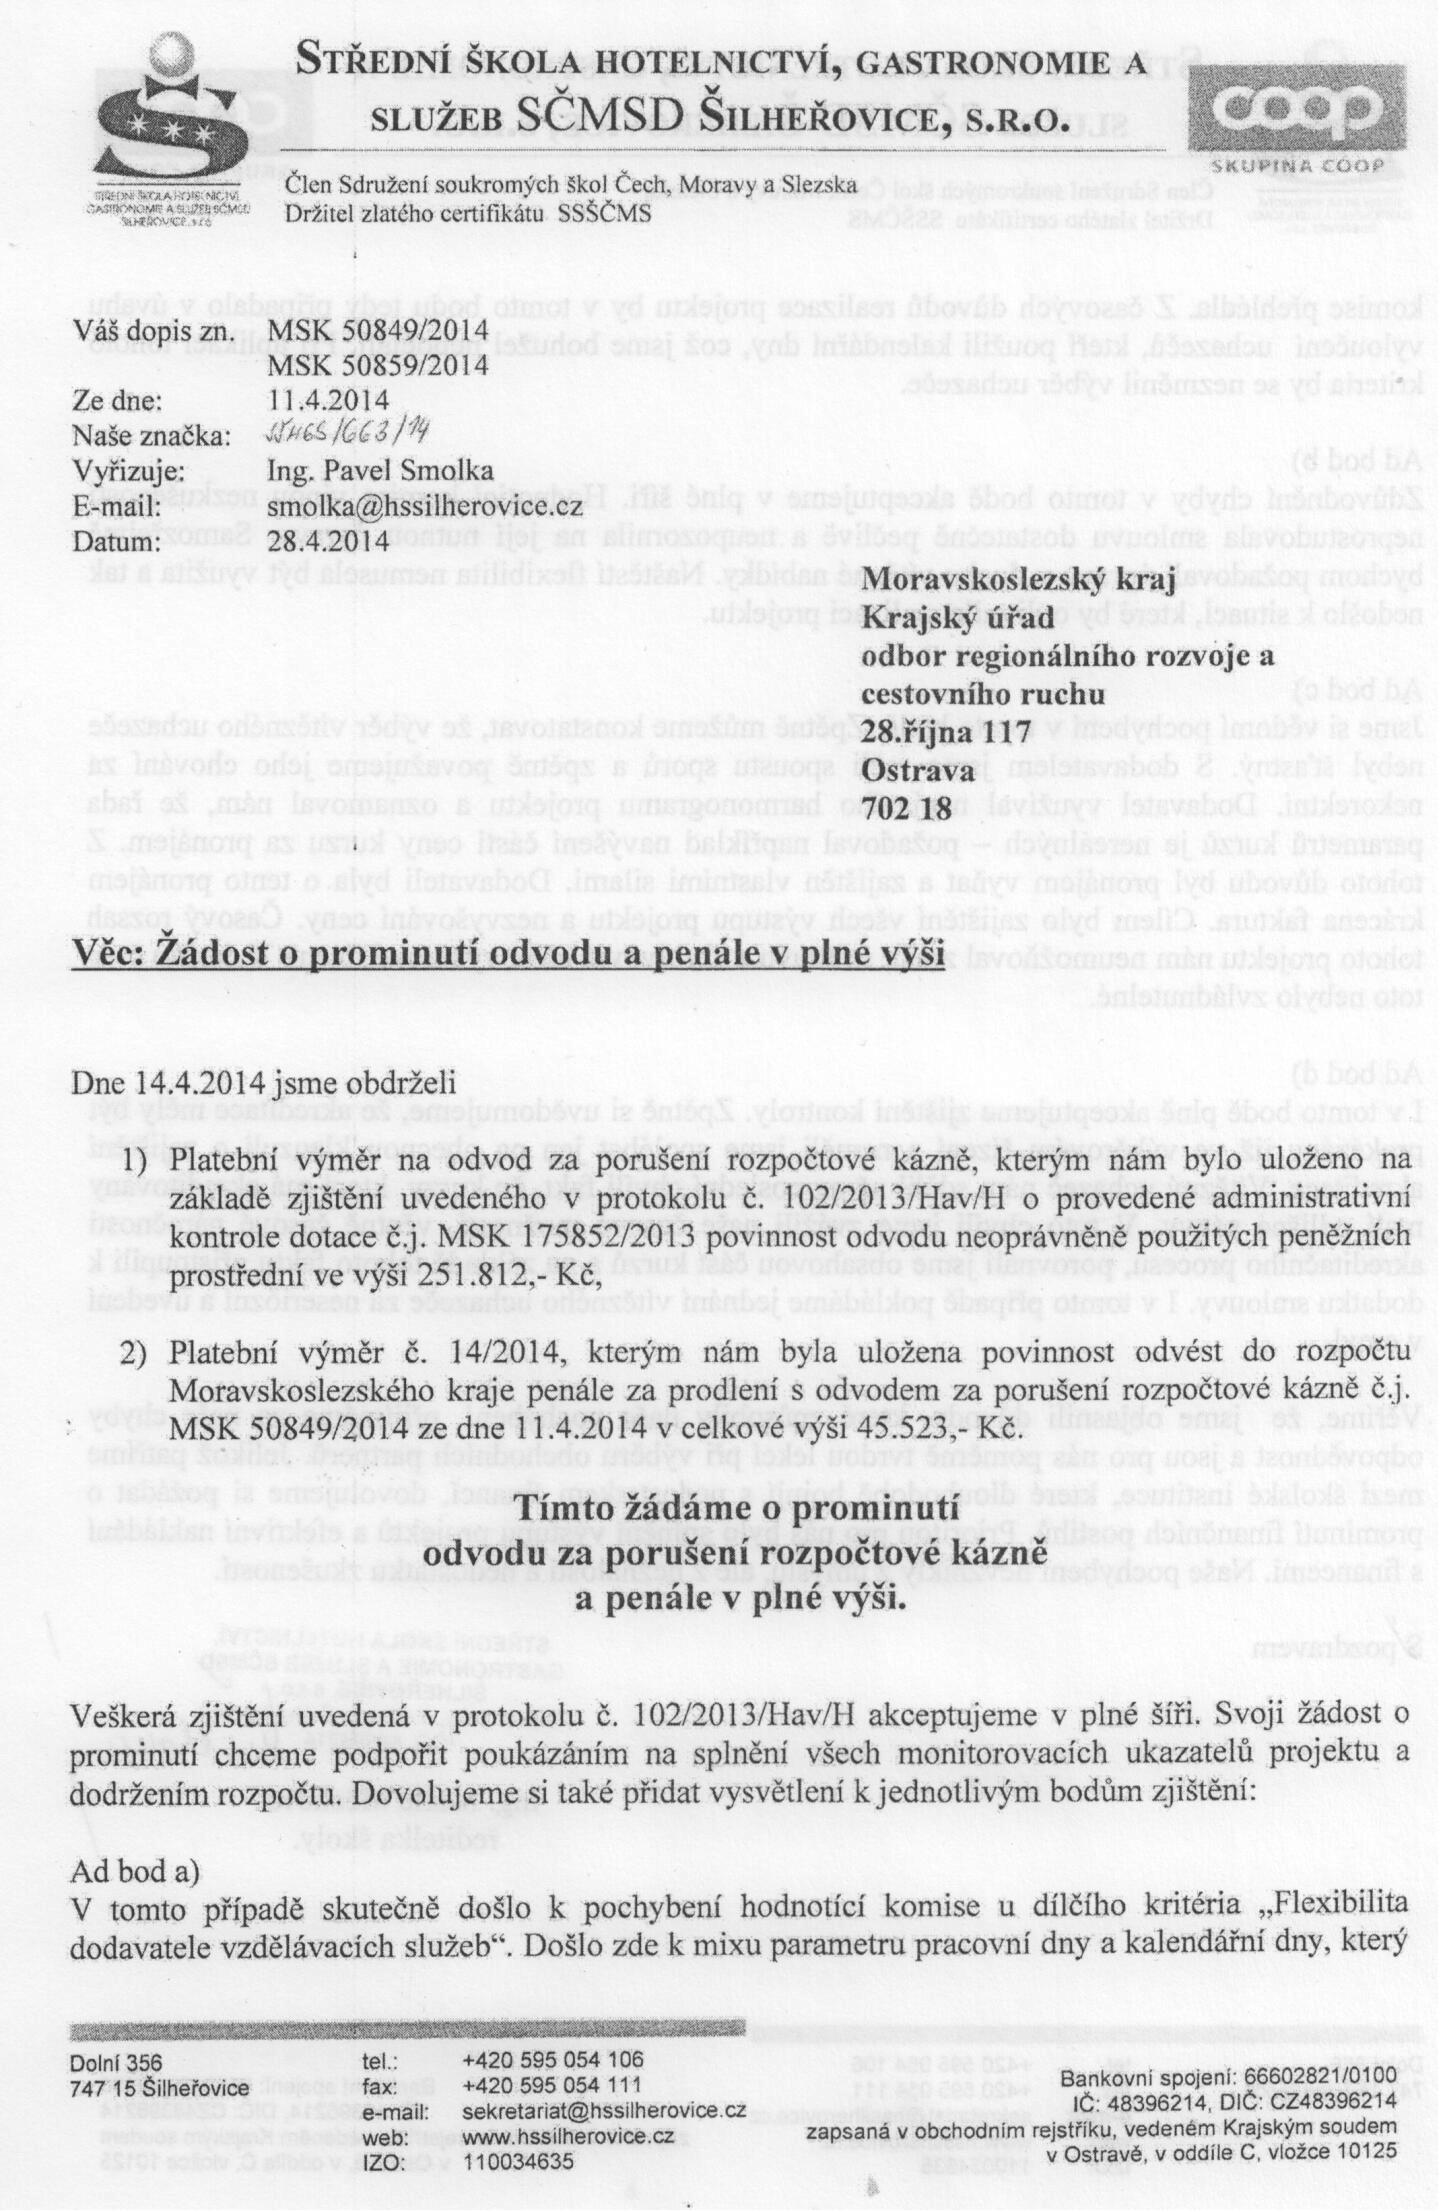 STŘEDNÍ ŠKOLA HOTELNICTVÍ, GASTRONOMIE A
SLUŽEB SČMSD ŠILHEŘOVICE, S.R.O.
coop
SKUPINA COOP
STŘEDNÍ ŠKOLA HOTELNICTVÍ
GASTRONOMIE A SLUŽEB SČMSD
ŠILHEŘOVICE, s.r.o.
Člen Sdružení soukromých škol Čech, Moravy a Slezska
Držitel zlatého certifikátu SSŠČMS
Váš dopis zn. MSK 50849/2014
MSK 50859/2014
Ze dne: 11.4.2014
Naše značka: /663/14
Vyřizuje: Ing. Pavel Smolka
E-mail: smolka@hssilherovice.cz
Datum: 28.4.2014
Moravskoslezský kraj
Krajský úřad
odbor regionálního rozvoje a
cestovního ruchu
28.října 117
Ostrava
702 18
Věc: Žádost o prominutí odvodu a penále v plné výši
Dne 14.4.2014 jsme obdrželi
1) Platební výměr na odvod za porušení rozpočtové kázně, kterým nám bylo uloženo na
základě zjištění uvedeného v protokolu č. 102/2013/Hav/H o provedené administrativní
kontrole dotace č.j. MSK 175852/2013 povinnost odvodu neoprávněně použitých peněžních
prostřední ve výši 251.812,- Kč,
2) Platební výměr č. 14/2014, kterým nám byla uložena povinnost odvést do rozpočtu
Moravskoslezského kraje penále za prodlení s odvodem za porušení rozpočtové kázně č.j.
MSK 50849/2014 ze dne 11.4.2014 v celkové výši 45.523,- Kč.
Tímto žádáme o prominutí
odvodu za porušení rozpočtové kázně
a penále v plné výši.
Veškerá zjištění uvedená v protokolu č. 102/2013/Hav/H akceptujeme v plné šíři. Svoji žádost o
prominutí chceme podpořit poukázáním na splnění všech monitorovacích ukazatelů projektu a
dodržením rozpočtu. Dovolujeme si také přidat vysvětlení k jednotlivým bodům zjištění:
Ad bod a)
V tomto případě skutečně došlo k pochybení hodnotící komise u dílčího kritéria „Flexibilita
dodavatele vzdělávacích služeb“. Došlo zde k mixu parametru pracovní dny a kalendářní dny, který
Dolní 356
747 15 Šilheřovice
tel.: +420 595 054 106
fax: +420 595 054 111
e-mail: sekretariat@hssilherovice.cz
web: www.hssilherovice.cz
IZO: 110034635
Bankovní spojení: 66602821/0100
IČ: 48396214, DIČ: CZ48396214
zapsaná v obchodním rejstříku, vedeném Krajským soudem
v Ostravě, v oddíle C, vložce 10125